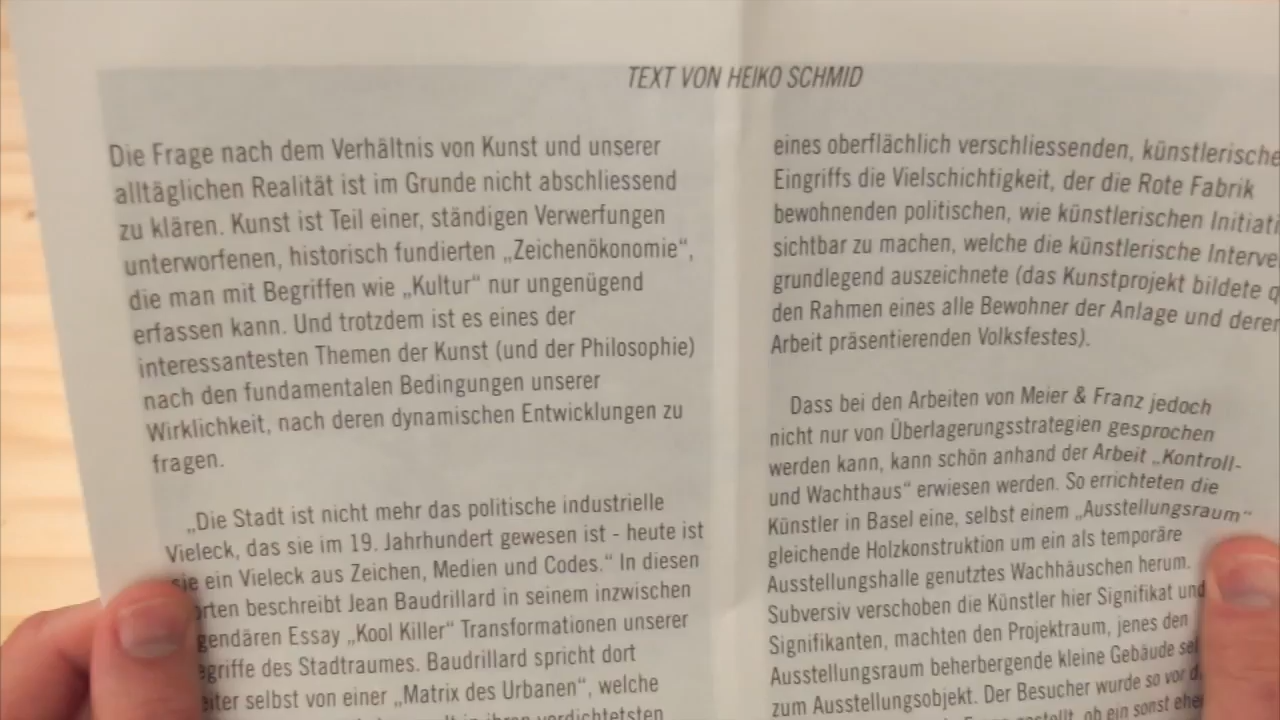 TEXT VON HEIKO SCHMID
Die Frage nach dem Verhältnis von Kunst und unserer
alltäglichen Realität ist im Grunde nicht abschliessend
zu klären. Kunst ist Teil einer, ständigen Verwerfungen
unterworfenen, historisch fundierten „Zeichenökonomie“,
die man mit Begriffen wie „Kultur“ nur ungenügend
erfassen kann. Und trotzdem ist es eines der
interessantesten Themen der Kunst (und der Philosophie)
nach den fundamentalen Bedingungen unserer
Wirklichkeit, nach deren dynamischen Entwicklungen zu
fragen.
„Die Stadt ist nicht mehr das politische industrielle
Vieleck, das sie im 19. Jahrhundert gewesen ist - heute ist
sie ein Vieleck aus Zeichen, Medien und Codes.“ In diesen
orten beschreibt Jean Baudrillard in seinem inzwischen
gendären Essay „Kool Killer“ Transformationen unserer
griffe des Stadtraumes. Baudrillard spricht dort
iter selbst von einer „Matrix des Urbanen“, welche
verdichtetsten
eines oberflächlich verschliessenden, künstlerische
Eingriffs die Vielschichtigkeit, der die Rote Fabrik
bewohnenden politischen, wie künstlerischen Initiati
sichtbar zu machen, welche die künstlerische Interve
grundlegend auszeichnete (das Kunstprojekt bildete
den Rahmen eines alle Bewohner der Anlage und deren
Arbeit präsentierenden Volksfestes).
Dass bei den Arbeiten von Meier & Franz jedoch
nicht nur von Überlagerungsstrategien gesprochen
werden kann, kann schön anhand der Arbeit „Kontroll-
und Wachthaus“ erwiesen werden. So errichteten die
Künstler in Basel eine, selbst einem „Ausstellungsraum“
gleichende Holzkonstruktion um ein als temporäre
Ausstellungshalle genutztes Wachhäuschen herum.
Subversiv verschoben die Künstler hier Signifikat und
Signifikanten, machten den Projektraum, jenes den
Ausstellungsraum beherbergende kleine Gebäude sel
zum Ausstellungsobjekt. Der Besucher wurde so vor d
gestellt, ob ein sonst eher